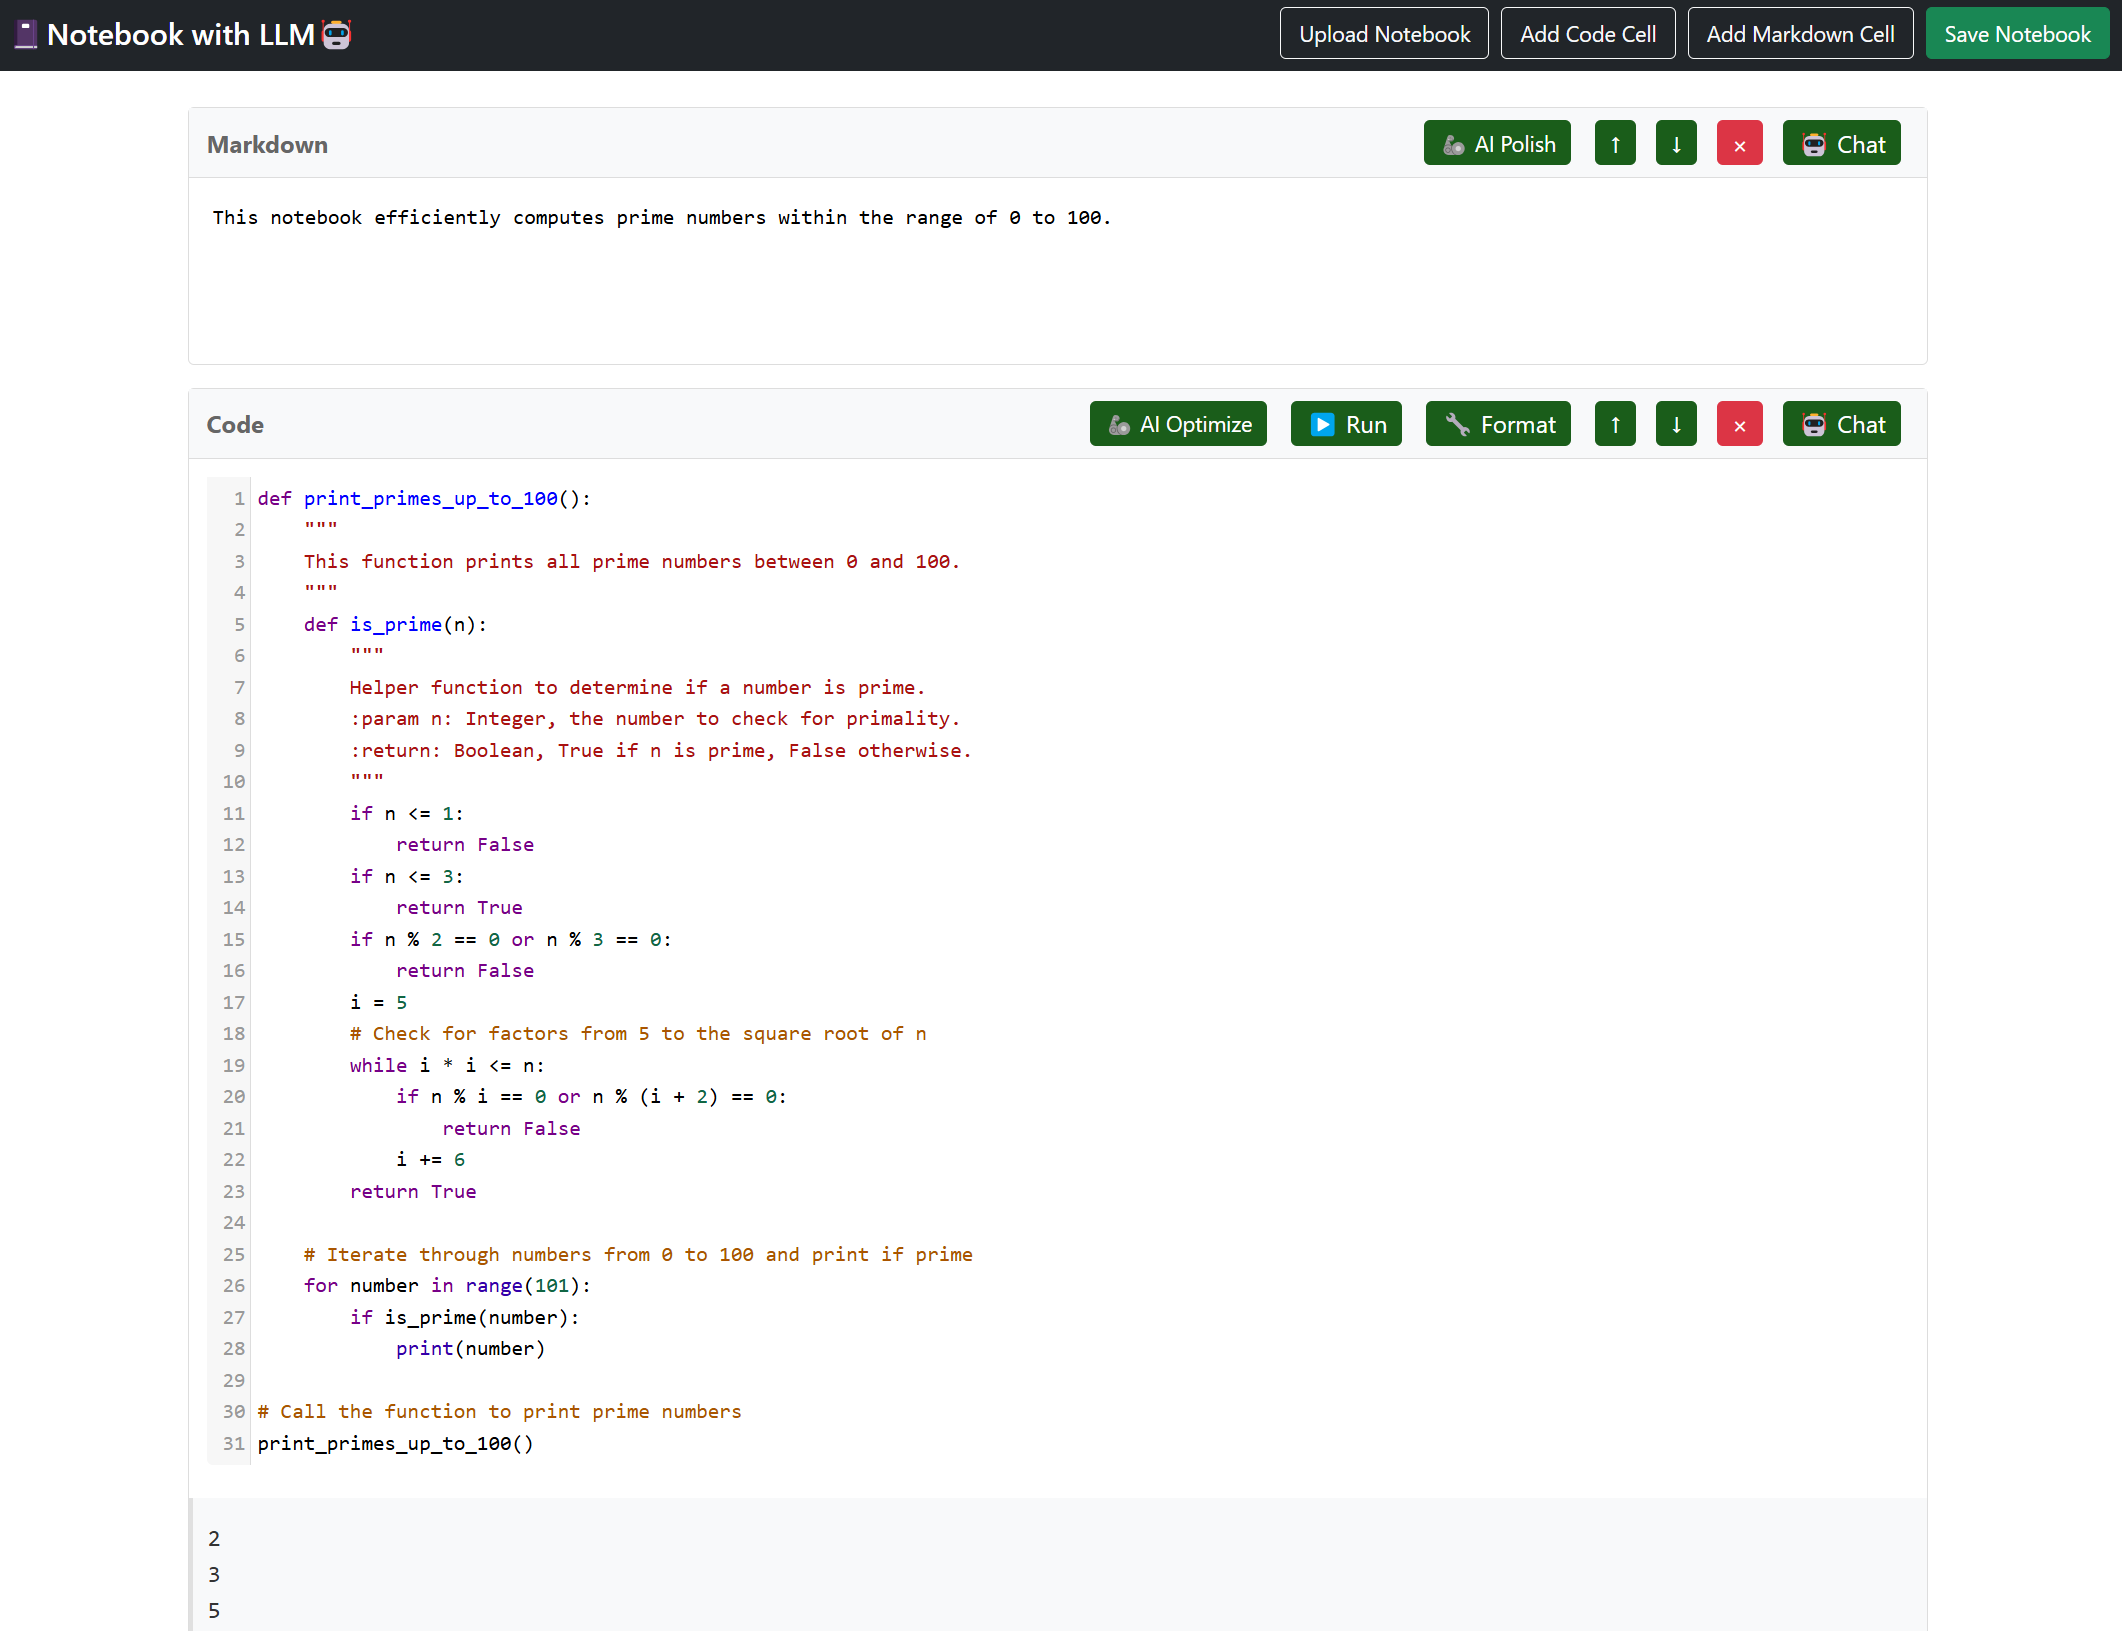 Notebook with LLM
Upload Notebook
Add Code Cell
Add Markdown Cell
Save Notebook
Markdown
AI Polish
↑
↓
×
Chat
This notebook efficiently computes prime numbers within the range of 0 to 100.
Code
AI Optimize
Run
Format
↑
↓
×
Chat
1 def print_primes_up_to_100():
2     """
3     This function prints all prime numbers between 0 and 100.
4     """
5     def is_prime(n):
6         """
7         Helper function to determine if a number is prime.
8         :param n: Integer, the number to check for primality.
9         :return: Boolean, True if n is prime, False otherwise.
10         """
11         if n <= 1:
12             return False
13         if n <= 3:
14             return True
15         if n % 2 == 0 or n % 3 == 0:
16             return False
17         i = 5
18         # Check for factors from 5 to the square root of n
19         while i * i <= n:
20             if n % i == 0 or n % (i + 2) == 0:
21                 return False
22             i += 6
23         return True
24
25     # Iterate through numbers from 0 to 100 and print if prime
26     for number in range(101):
27         if is_prime(number):
28             print(number)
29
30 # Call the function to print prime numbers
31 print_primes_up_to_100()
2
3
5